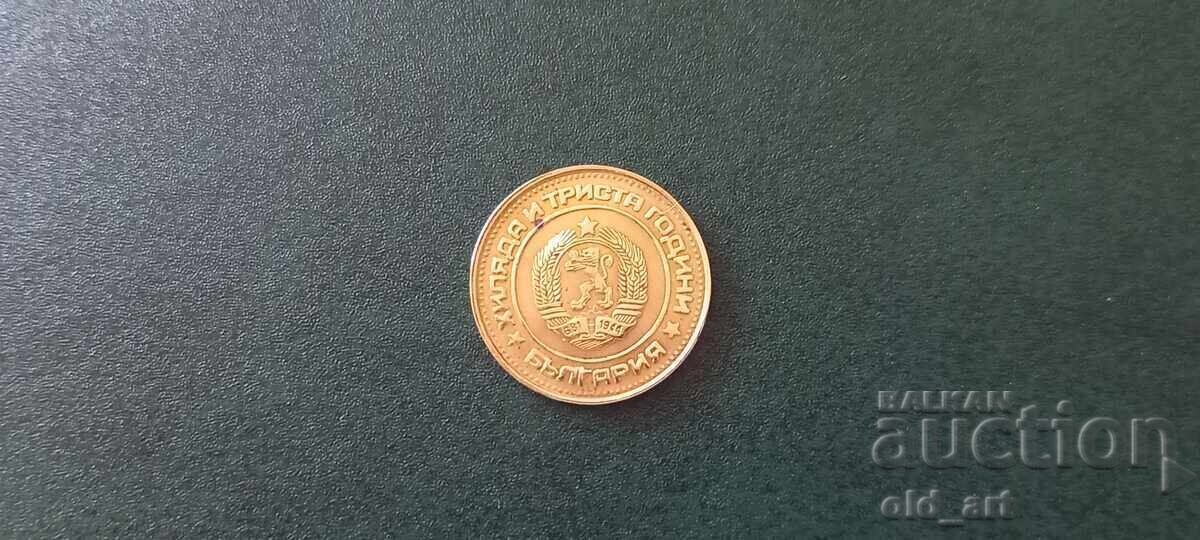 ХИЛЯДА И ТРИСТА ГОДИНИ
681 1944
БЪЛГАРИЯ
BALKAN
auction
old_art